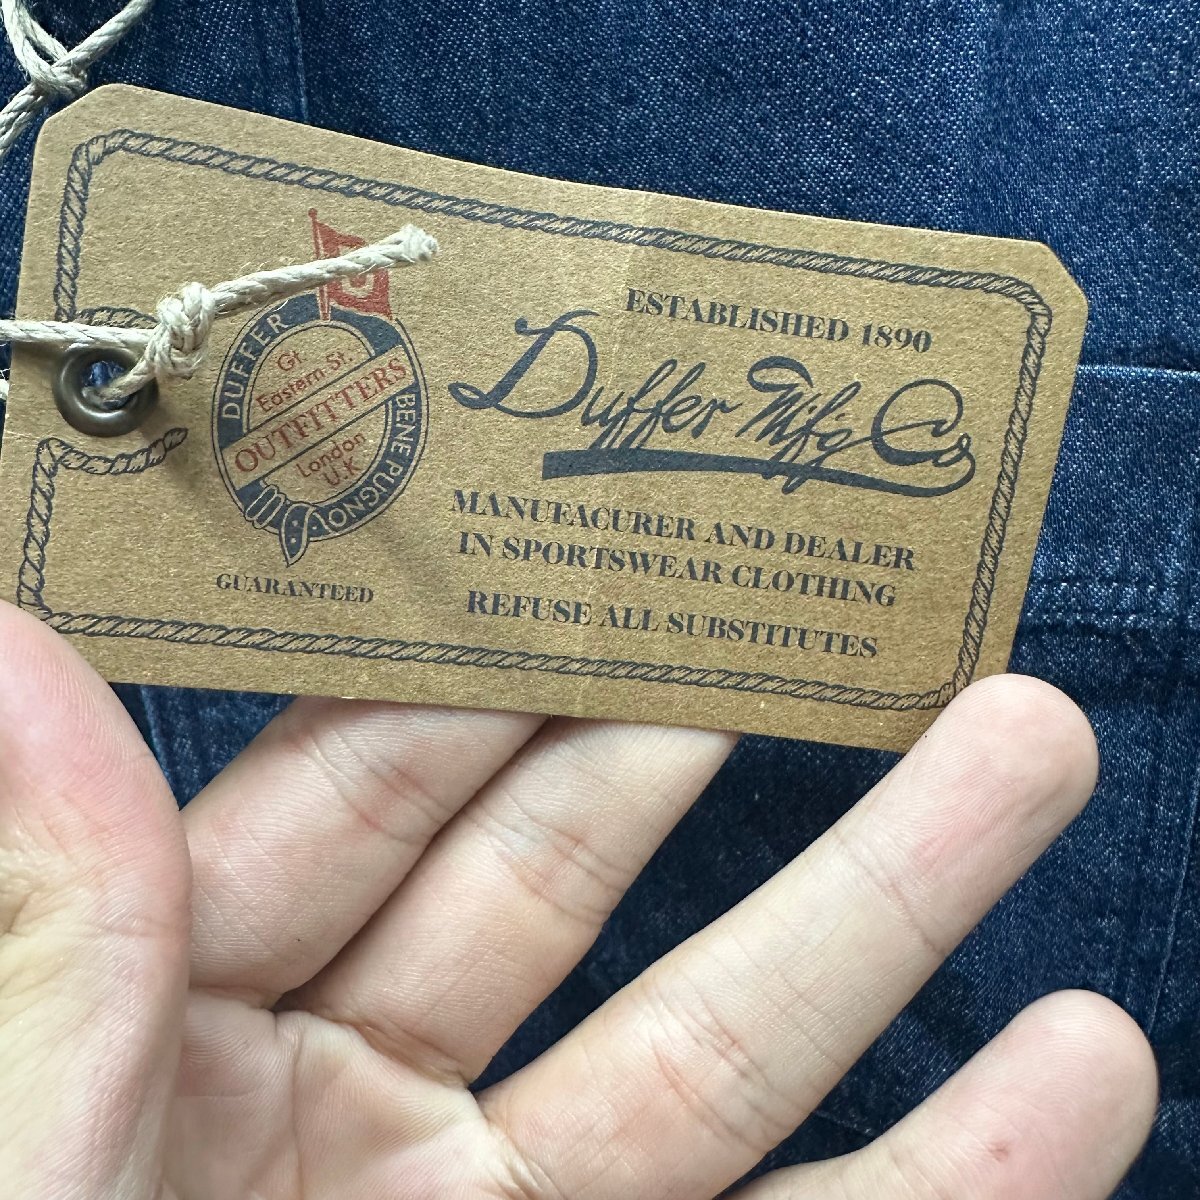 DUFFER
Gt
Eastern St.
OUTFITTERS
London
U.K
BENE PUGNO!
GUARANTEED
ESTABLISHED 1890
Duffer Mfg Co
MANUFACURER AND DEALER
IN SPORTSWEAR CLOTHING
REFUSE ALL SUBSTITUTES